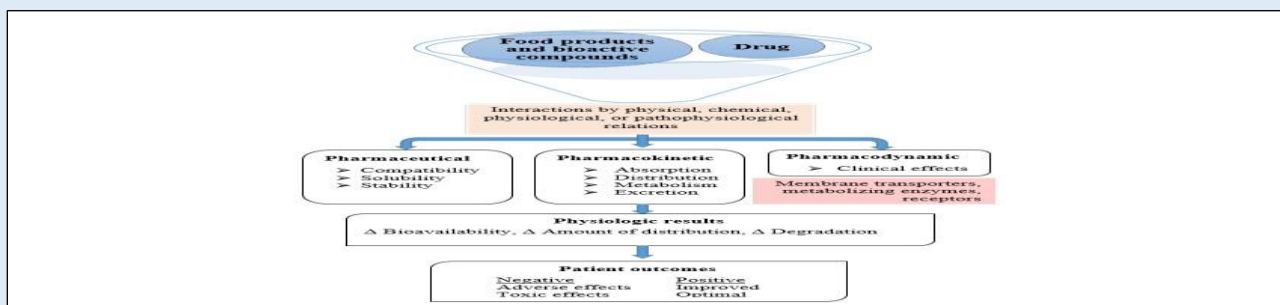 Food products
and bioactive
compounds
Drug
Interactions by physical, chemical,
physiological, or pathophysiological
relations
Pharmaceutical
➢ Compatibility
➢ Solubility
➢ Stability
Pharmacokinetic
➢ Absorption
➢ Distribution
➢ Metabolism
➢ Excretion
Pharmacodynamic
➢ Clinical effects
Membrane transporters,
metabolizing enzymes,
receptors
Physiologic results
Δ Bioavailability, Δ Amount of distribution, Δ Degradation
Patient outcomes
Negative Positive
Adverse effects Improved
Toxic effects Optimal